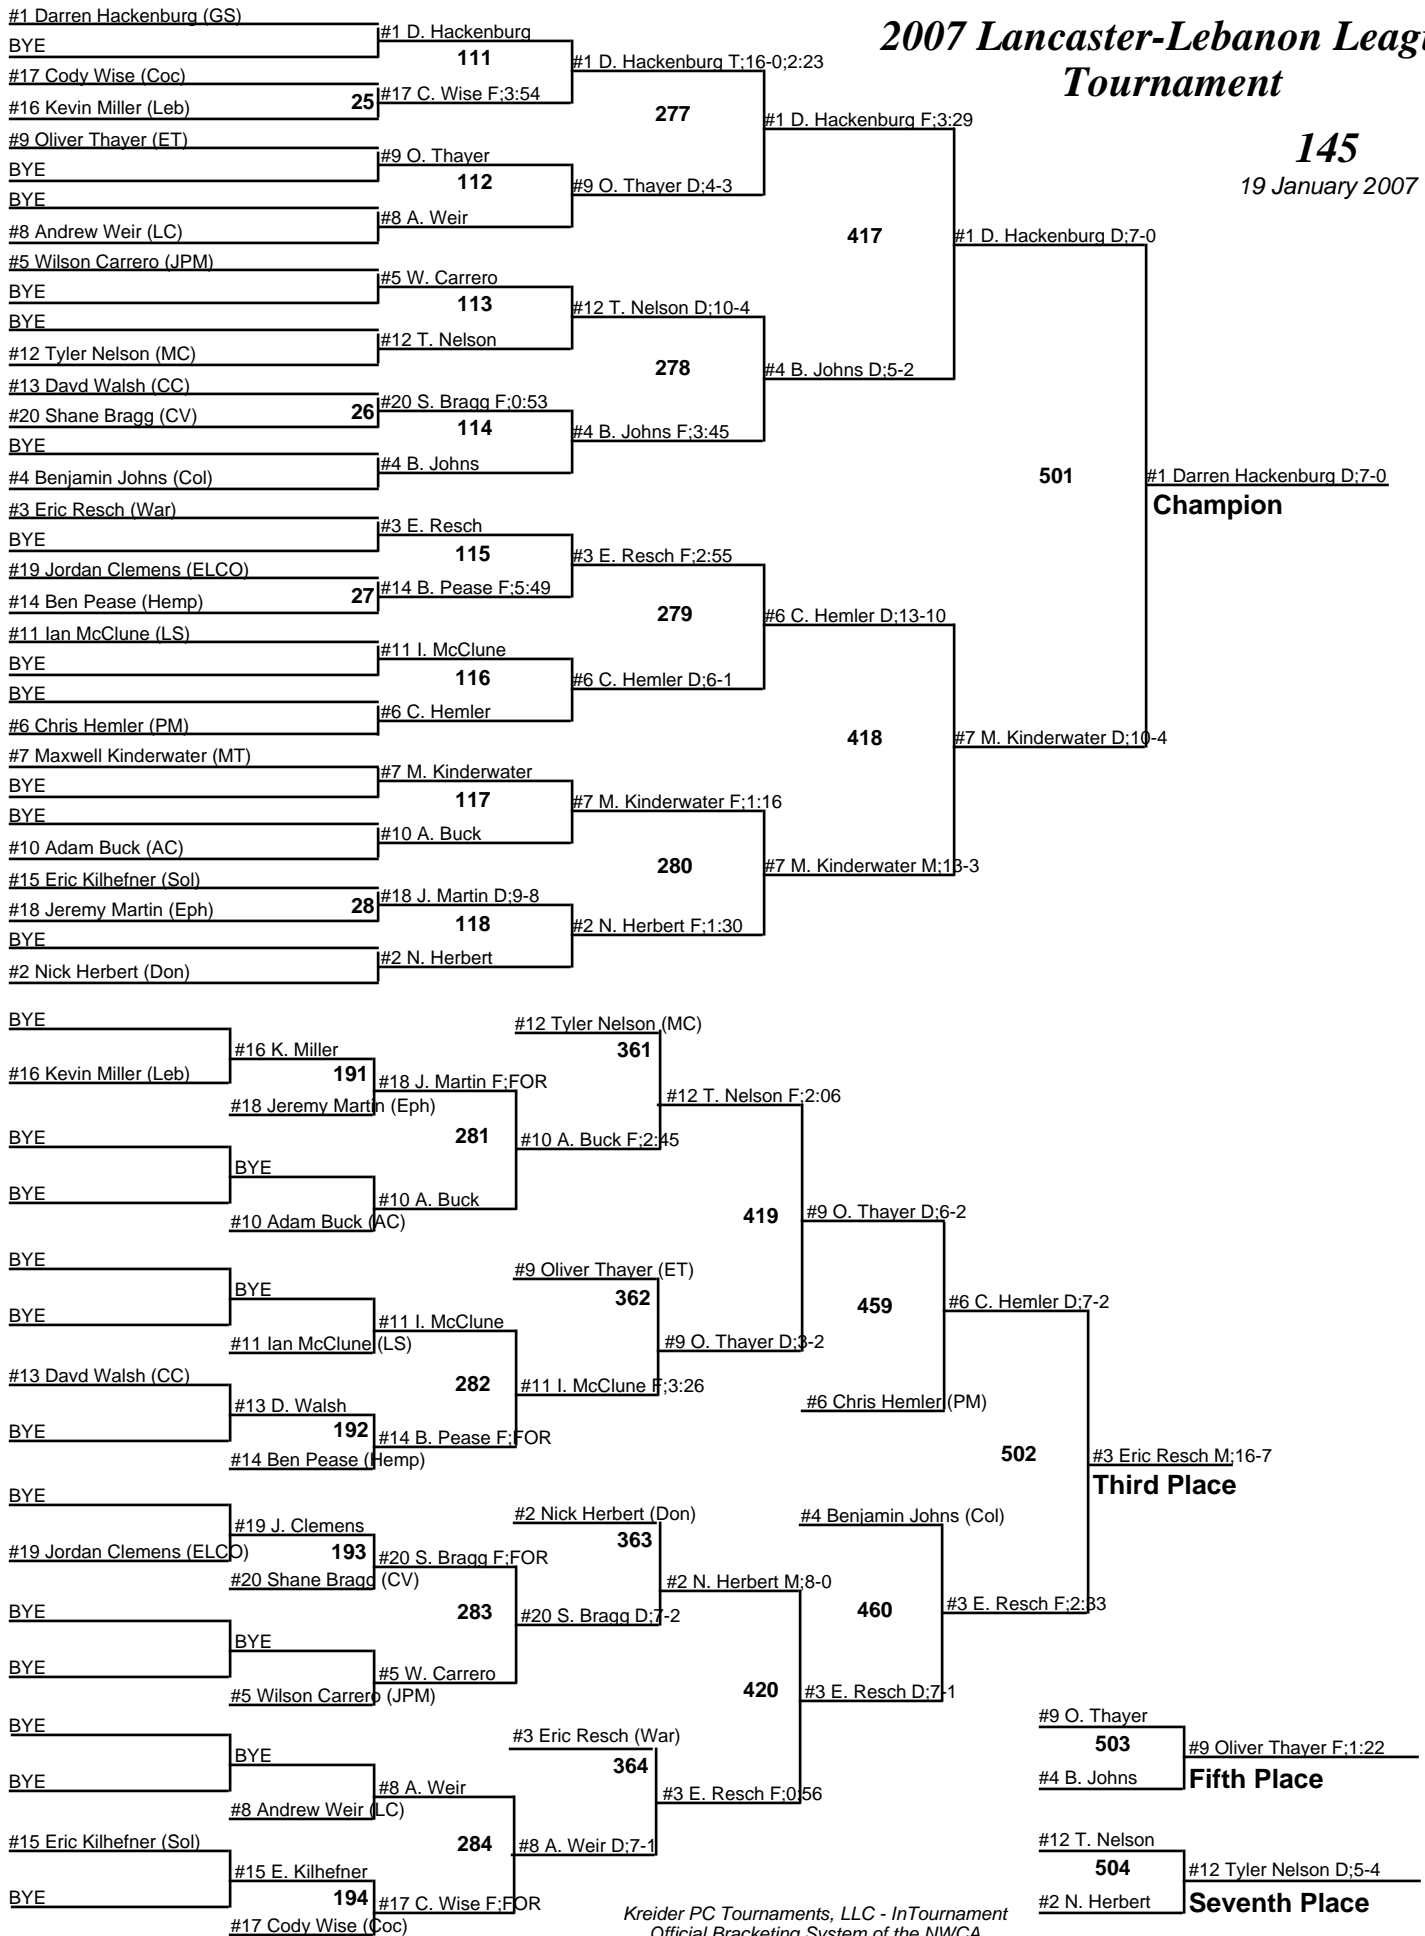 2007 Lancaster-Lebanon Leagu
Tournament
145
19 January 2007
#1 Darren Hackenburg (GS)
BYE
#17 Cody Wise (Coc)
#16 Kevin Miller (Leb)
#9 Oliver Thayer (ET)
BYE
BYE
#8 Andrew Weir (LC)
#5 Wilson Carrero (JPM)
BYE
BYE
#12 Tyler Nelson (MC)
#13 Davd Walsh (CC)
#20 Shane Bragg (CV)
BYE
#4 Benjamin Johns (Col)
#3 Eric Resch (War)
BYE
#19 Jordan Clemens (ELCO)
#14 Ben Pease (Hemp)
#11 Ian McClune (LS)
BYE
BYE
#6 Chris Hemler (PM)
#7 Maxwell Kinderwater (MT)
BYE
BYE
#10 Adam Buck (AC)
#15 Eric Kilhefner (Sol)
#18 Jeremy Martin (Eph)
BYE
#2 Nick Herbert (Don)
25
26
27
28
#1 D. Hackenburg
111
#17 C. Wise F;3:54
#9 O. Thayer
112
#8 A. Weir
#5 W. Carrero
113
#12 T. Nelson
#20 S. Bragg F;0:53
114
#4 B. Johns
#3 E. Resch
115
#14 B. Pease F;5:49
#11 I. McClune
116
#6 C. Hemler
#7 M. Kinderwater
117
#10 A. Buck
#18 J. Martin D;9-8
118
#2 N. Herbert
#1 D. Hackenburg T;16-0;2:23
277
#9 O. Thayer D;4-3
#12 T. Nelson D;10-4
278
#4 B. Johns F;3:45
#3 E. Resch F;2:55
279
#6 C. Hemler D;6-1
#7 M. Kinderwater F;1:16
280
#2 N. Herbert F;1:30
#1 D. Hackenburg F;3:29
417
#4 B. Johns D;5-2
#6 C. Hemler D;13-10
418
#7 M. Kinderwater M;13-3
#1 D. Hackenburg D;7-0
501
#7 M. Kinderwater D;10-4
#1 Darren Hackenburg D;7-0
Champion
BYE
#16 Kevin Miller (Leb)
BYE
BYE
BYE
BYE
#13 Davd Walsh (CC)
BYE
BYE
#19 Jordan Clemens (ELCO)
BYE
BYE
BYE
BYE
#15 Eric Kilhefner (Sol)
BYE
#16 K. Miller
191
#18 Jeremy Martin (Eph)
BYE
#10 Adam Buck (AC)
BYE
#11 Ian McClune (LS)
#13 D. Walsh
192
#14 Ben Pease (Hemp)
#19 J. Clemens
193
#20 Shane Bragg (CV)
BYE
#5 Wilson Carrero (JPM)
BYE
#8 Andrew Weir (LC)
#15 E. Kilhefner
194
#17 Cody Wise (Coc)
#18 J. Martin F;FOR
281
#10 A. Buck
#11 I. McClune
282
#14 B. Pease F;FOR
#20 S. Bragg F;FOR
283
#5 W. Carrero
#8 A. Weir
284
#17 C. Wise F;FOR
#12 Tyler Nelson (MC)
361
#10 A. Buck F;2:45
#9 Oliver Thayer (ET)
362
#11 I. McClune F;3:26
#2 Nick Herbert (Don)
363
#20 S. Bragg D;7-2
#3 Eric Resch (War)
364
#8 A. Weir D;7-1
#12 T. Nelson F;2:06
419
#9 O. Thayer D;3-2
#2 N. Herbert M;8-0
420
#3 E. Resch F;0:56
#9 O. Thayer D;6-2
459
#6 Chris Hemler (PM)
#4 Benjamin Johns (Col)
460
#3 E. Resch D;7-1
#6 C. Hemler D;7-2
502
#3 E. Resch F;2:33
#3 Eric Resch M;16-7
Third Place
#9 O. Thayer
503
#4 B. Johns
#9 Oliver Thayer F;1:22
Fifth Place
#12 T. Nelson
504
#2 N. Herbert
#12 Tyler Nelson D;5-4
Seventh Place
Kreider PC Tournaments, LLC - InTournament
Official Bracketing System of the NWCA